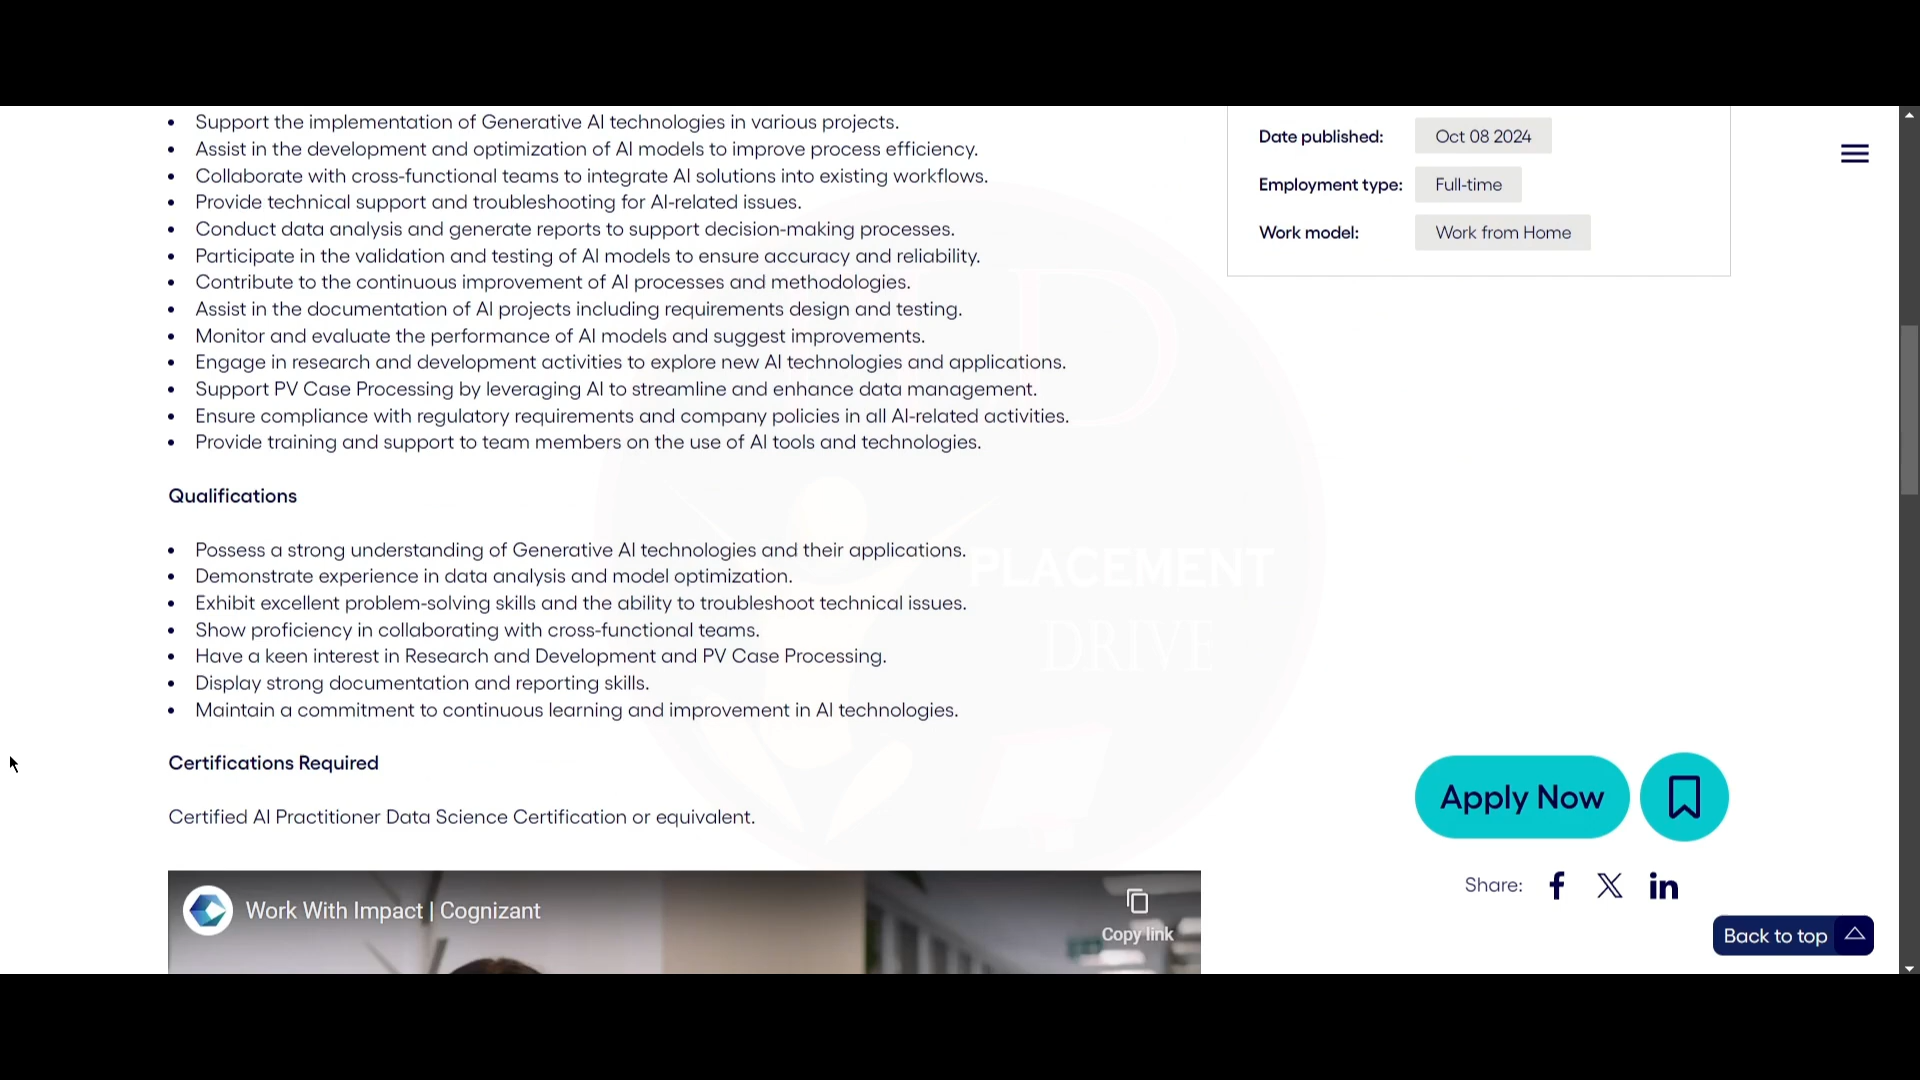 • Support the implementation of Generative AI technologies in various projects.
• Assist in the development and optimization of AI models to improve process efficiency.
• Collaborate with cross-functional teams to integrate AI solutions into existing workflows.
• Provide technical support and troubleshooting for AI-related issues.
• Conduct data analysis and generate reports to support decision-making processes.
• Participate in the validation and testing of AI models to ensure accuracy and reliability.
• Contribute to the continuous improvement of AI processes and methodologies.
• Assist in the documentation of AI projects including requirements design and testing.
• Monitor and evaluate the performance of AI models and suggest improvements.
• Engage in research and development activities to explore new AI technologies and applications.
• Support PV Case Processing by leveraging AI to streamline and enhance data management.
• Ensure compliance with regulatory requirements and company policies in all AI-related activities.
• Provide training and support to team members on the use of AI tools and technologies.
Qualifications
• Possess a strong understanding of Generative AI technologies and their applications.
• Demonstrate experience in data analysis and model optimization.
• Exhibit excellent problem-solving skills and the ability to troubleshoot technical issues.
• Show proficiency in collaborating with cross-functional teams.
• Have a keen interest in Research and Development and PV Case Processing.
• Display strong documentation and reporting skills.
• Maintain a commitment to continuous learning and improvement in AI technologies.
Certifications Required
Certified AI Practitioner Data Science Certification or equivalent.
Work With Impact | Cognizant
Copy link
Date published: Oct 08 2024
Employment type: Full-time
Work model: Work from Home
PLACEMENT
DRIVE
Apply Now
Share:
Back to top